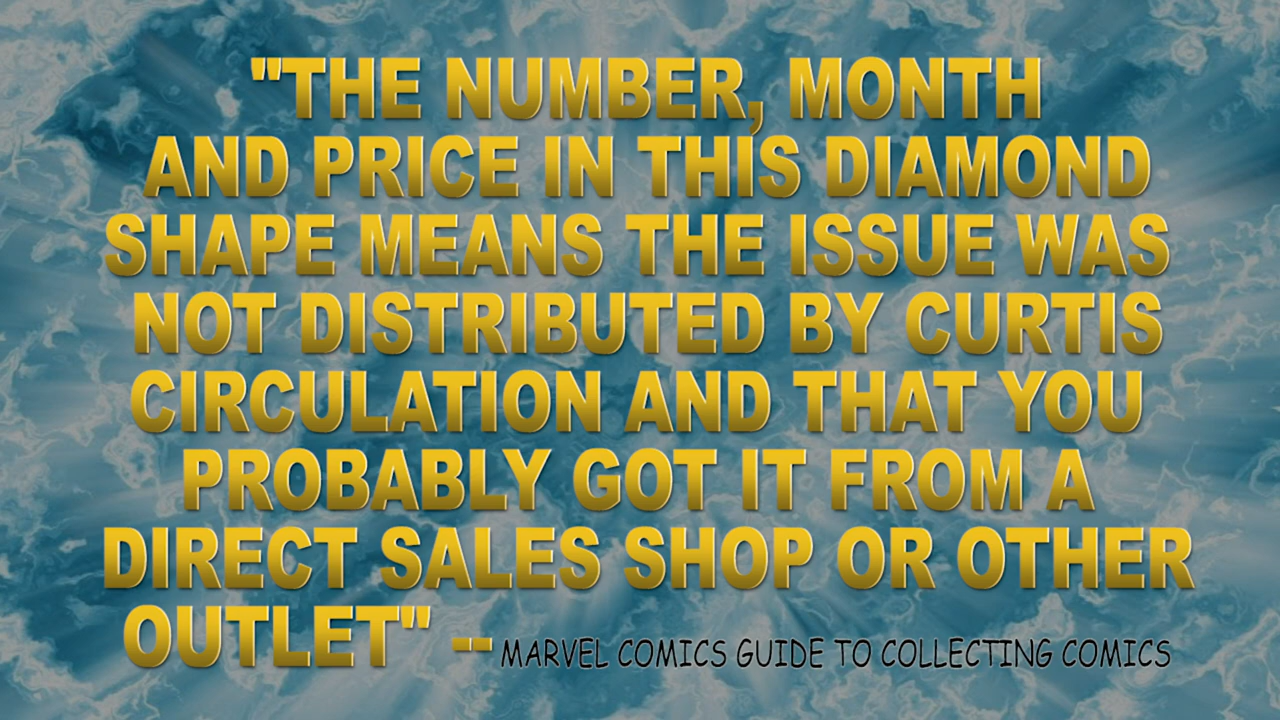 "THE NUMBER, MONTH
AND PRICE IN THIS DIAMOND
SHAPE MEANS THE ISSUE WAS
NOT DISTRIBUTED BY CURTIS
CIRCULATION AND THAT YOU
PROBABLY GOT IT FROM A
DIRECT SALES SHOP OR OTHER
OUTLET" -- MARVEL COMICS GUIDE TO COLLECTING COMICS